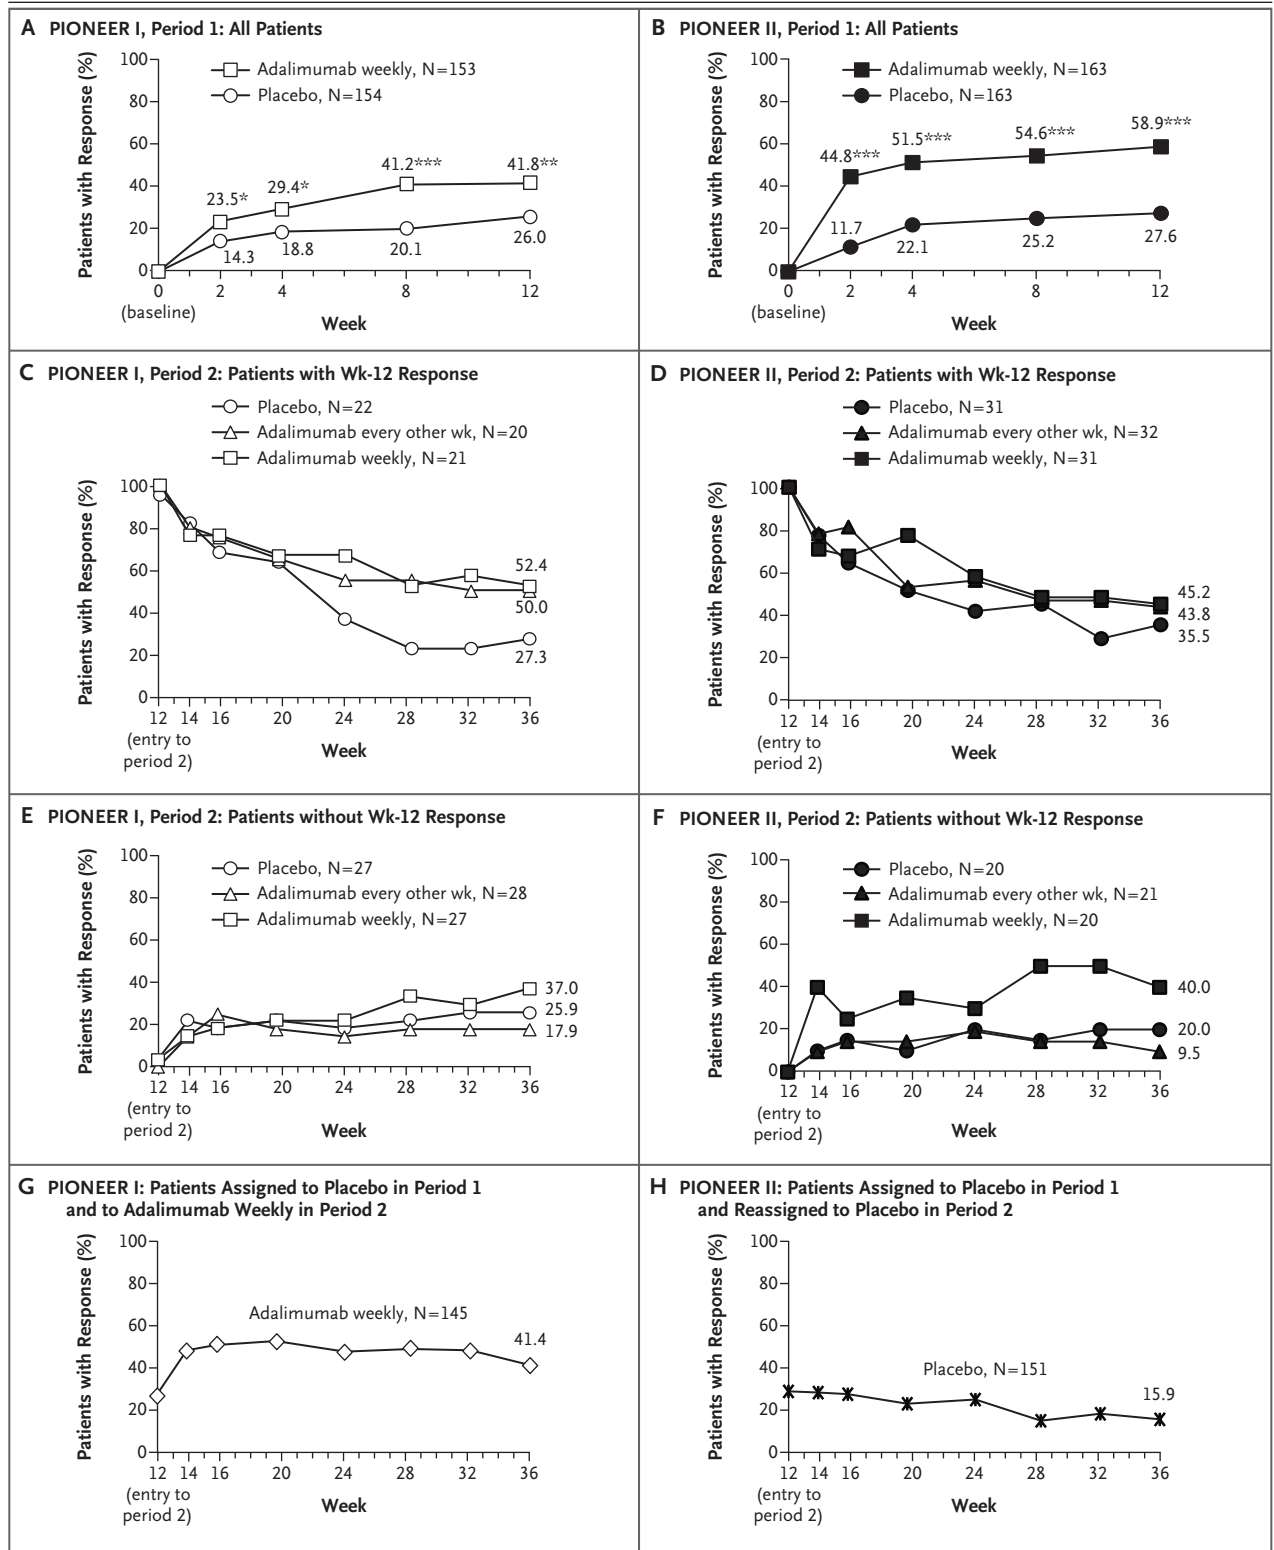 A PIONEER I, Period 1: All Patients
Patients with Response (%)
100
80
60
40
20
0
Adalimumab weekly, N=153
Placebo, N=154
23.5*
29.4*
41.2***
41.8**
14.3
18.8
20.1
26.0
0 2 4 8 12
(baseline)
Week
B PIONEER II, Period 1: All Patients
Patients with Response (%)
100
80
60
40
20
0
Adalimumab weekly, N=163
Placebo, N=163
44.8***
51.5***
54.6***
58.9***
11.7
22.1
25.2
27.6
0 2 4 8 12
(baseline)
Week
C PIONEER I, Period 2: Patients with Wk-12 Response
Placebo, N=22
Adalimumab every other wk, N=20
Adalimumab weekly, N=21
Patients with Response (%)
100
80
60
40
20
0
52.4
50.0
27.3
12 14 16 20 24 28 32 36
(entry to
period 2)
Week
D PIONEER II, Period 2: Patients with Wk-12 Response
Placebo, N=31
Adalimumab every other wk, N=32
Adalimumab weekly, N=31
Patients with Response (%)
100
80
60
40
20
0
45.2
43.8
35.5
12 14 16 20 24 28 32 36
(entry to
period 2)
Week
E PIONEER I, Period 2: Patients without Wk-12 Response
Patients with Response (%)
100
80
60
40
20
0
Placebo, N=27
Adalimumab every other wk, N=28
Adalimumab weekly, N=27
37.0
25.9
17.9
12 14 16 20 24 28 32 36
(entry to
period 2)
Week
F PIONEER II, Period 2: Patients without Wk-12 Response
Patients with Response (%)
100
80
60
40
20
0
Placebo, N=20
Adalimumab every other wk, N=21
Adalimumab weekly, N=20
40.0
20.0
9.5
12 14 16 20 24 28 32 36
(entry to
period 2)
Week
G PIONEER I: Patients Assigned to Placebo in Period 1
and to Adalimumab Weekly in Period 2
Patients with Response (%)
100
80
60
40
20
0
Adalimumab weekly, N=145
41.4
12 14 16 20 24 28 32 36
(entry to
period 2)
Week
H PIONEER II: Patients Assigned to Placebo in Period 1
and Reassigned to Placebo in Period 2
Patients with Response (%)
100
80
60
40
20
0
Placebo, N=151
15.9
12 14 16 20 24 28 32 36
(entry to
period 2)
Week